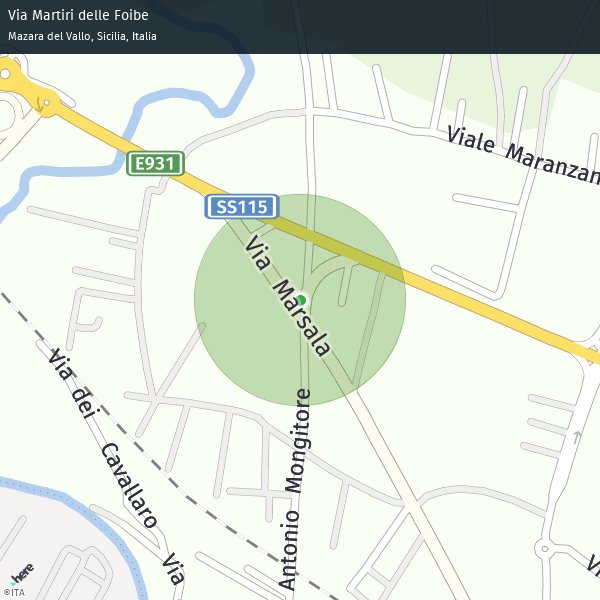 Via Martiri delle Foibe
Mazara del Vallo, Sicilia, Italia
Viale Maranzan
E931
SS115
Via Marsala
Via dei Cavallaro Via
Antonio Mongitore
here
©ITA